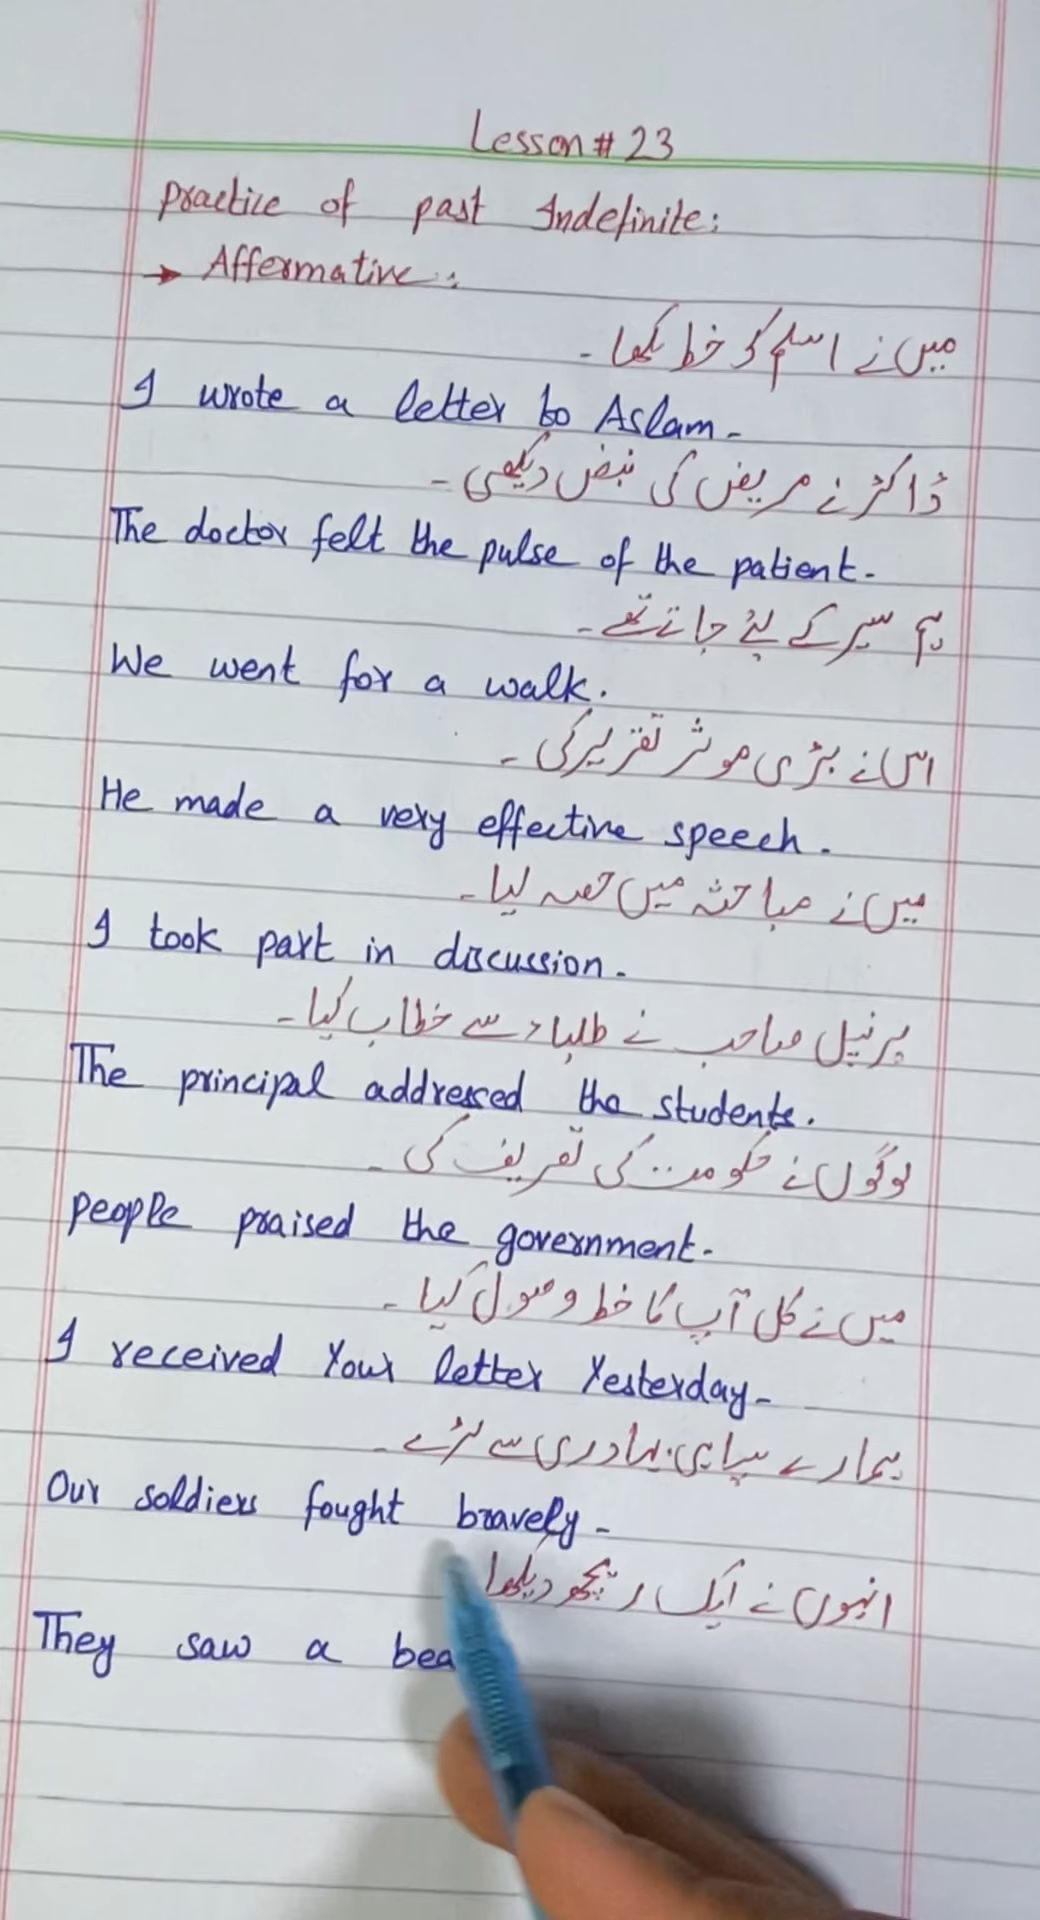 Lesson # 23
Practice of past Indefinite:
→ Affermative:
میں نے اسلم کو خط لکھا۔
I wrote a letter to Aslam.
ڈاکٹر نے مریض کی نبض دیکھی۔
The doctor felt the pulse of the patient.
ہم سیر کے لئے جاتے تھے۔
We went for a walk.
اس نے بڑی موثر تقریر کی۔
He made a very effective speech.
میں نے مباحثہ میں حصہ لیا۔
I took part in discussion.
پرنپل صاحب نے طلباء سے خطاب کیا۔
The principal addressed the students.
لوگوں نے حکومت کی تعریف کی۔
People praised the government.
میں نے کل آپ کا خط وصول کیا۔
I received Your letter Yesterday.
ہمارے سپاہی بہادری سے لڑے۔
Our soldiers fought bravely.
انہوں نے ایک ریچھ دیکھا
They saw a bea